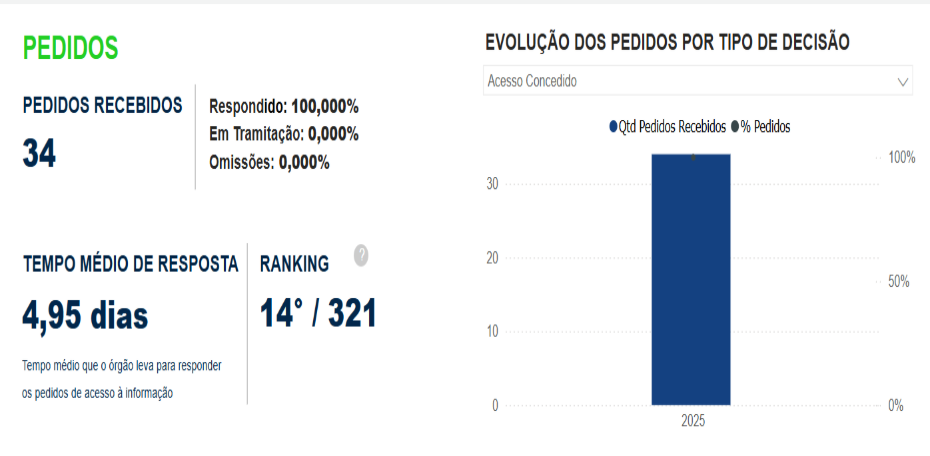 PEDIDOS
PEDIDOS RECEBIDOS
34
Respondido: 100,000%
Em Tramitação: 0,000%
Omissões: 0,000%
TEMPO MÉDIO DE RESPOSTA
4,95 dias
Tempo médio que o órgão leva para responder
os pedidos de acesso à informação
RANKING
?
14° / 321
EVOLUÇÃO DOS PEDIDOS POR TIPO DE DECISÃO
Acesso Concedido
Qtd Pedidos Recebidos % Pedidos
30
20
10
0
100%
50%
0%
2025